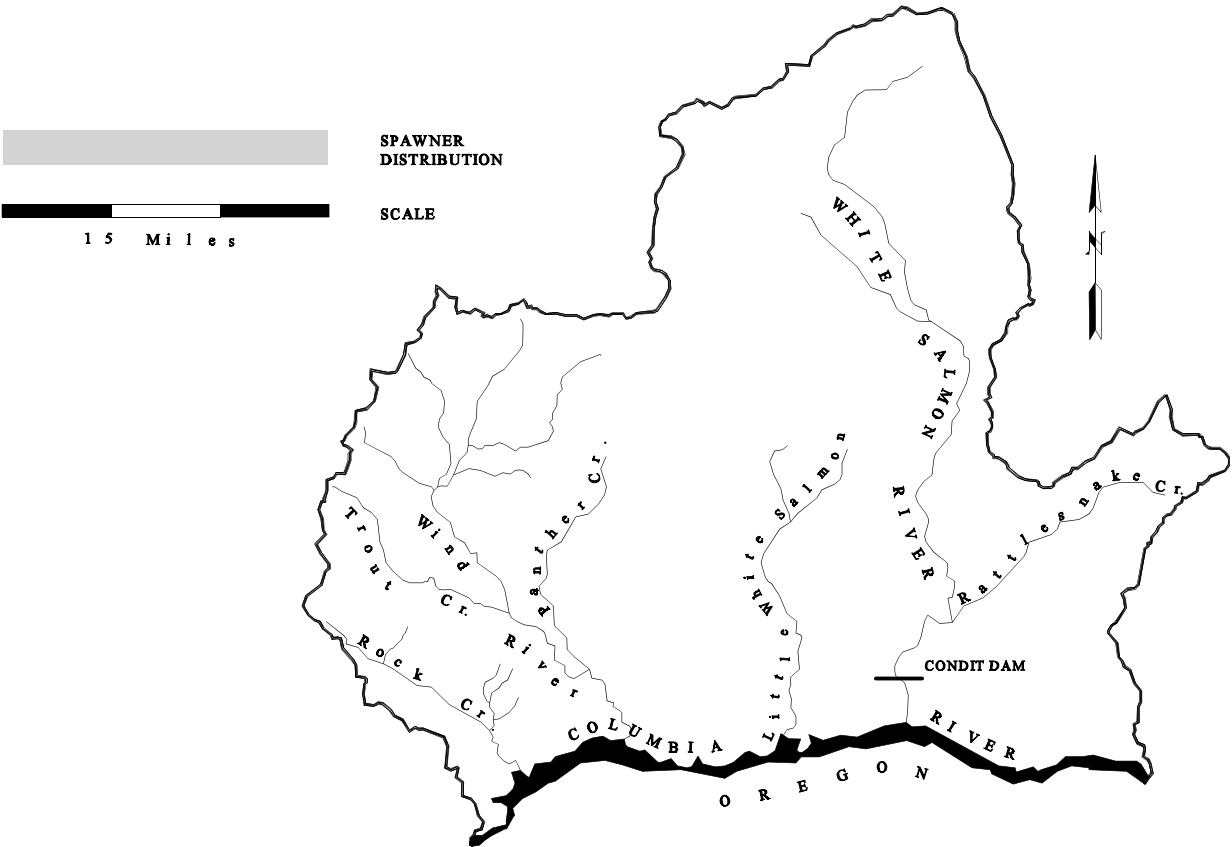 SPAWNER
DISTRIBUTION
SCALE
15 Miles
N
WHITE SALMON RIVER
Rattlesnake Cr.
Little White Salmon
Panther Cr.
Wind River
Trout Cr.
Rock Cr.
CONDIT DAM
COLUMBIA RIVER
OREGON